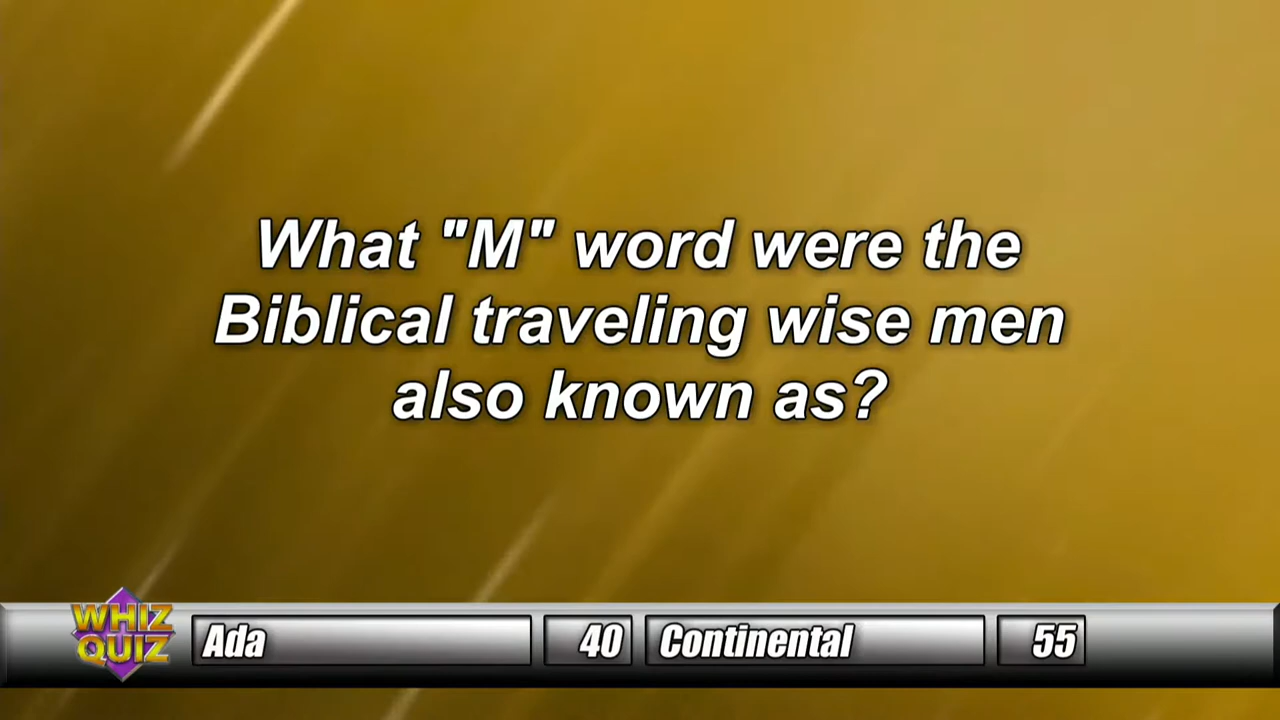 What "M" word were the
Biblical traveling wise men
also known as?
WHIZ
QUIZ
Ada 40 Continental 55